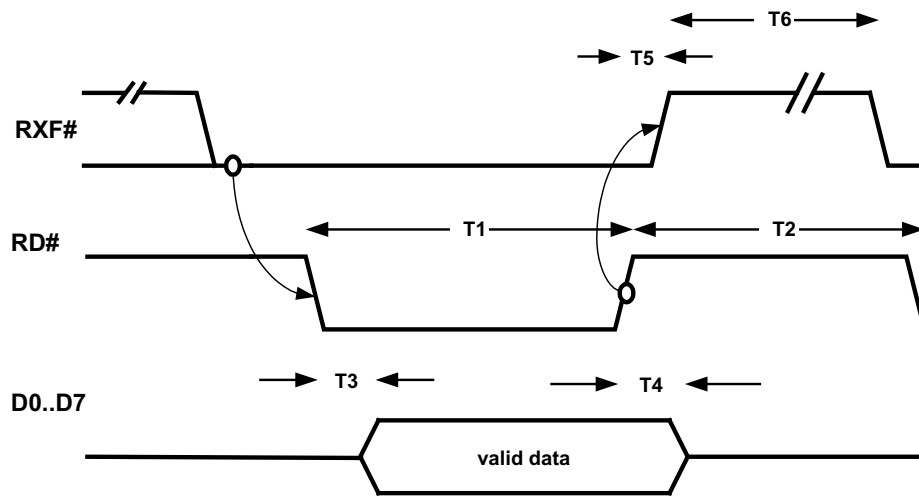 T6
T5
RXF#
T1
T2
RD#
T3
T4
D0..D7
valid data